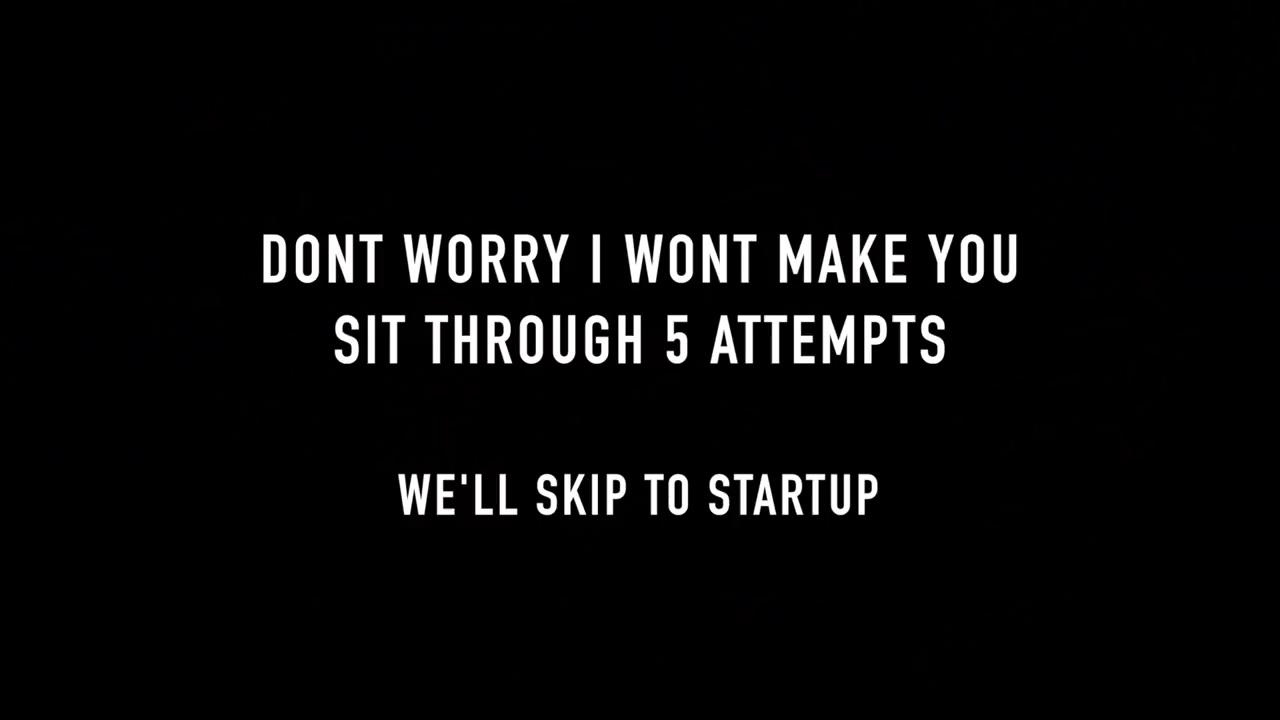 DONT WORRY I WONT MAKE YOU
SIT THROUGH 5 ATTEMPTS
WE'LL SKIP TO STARTUP